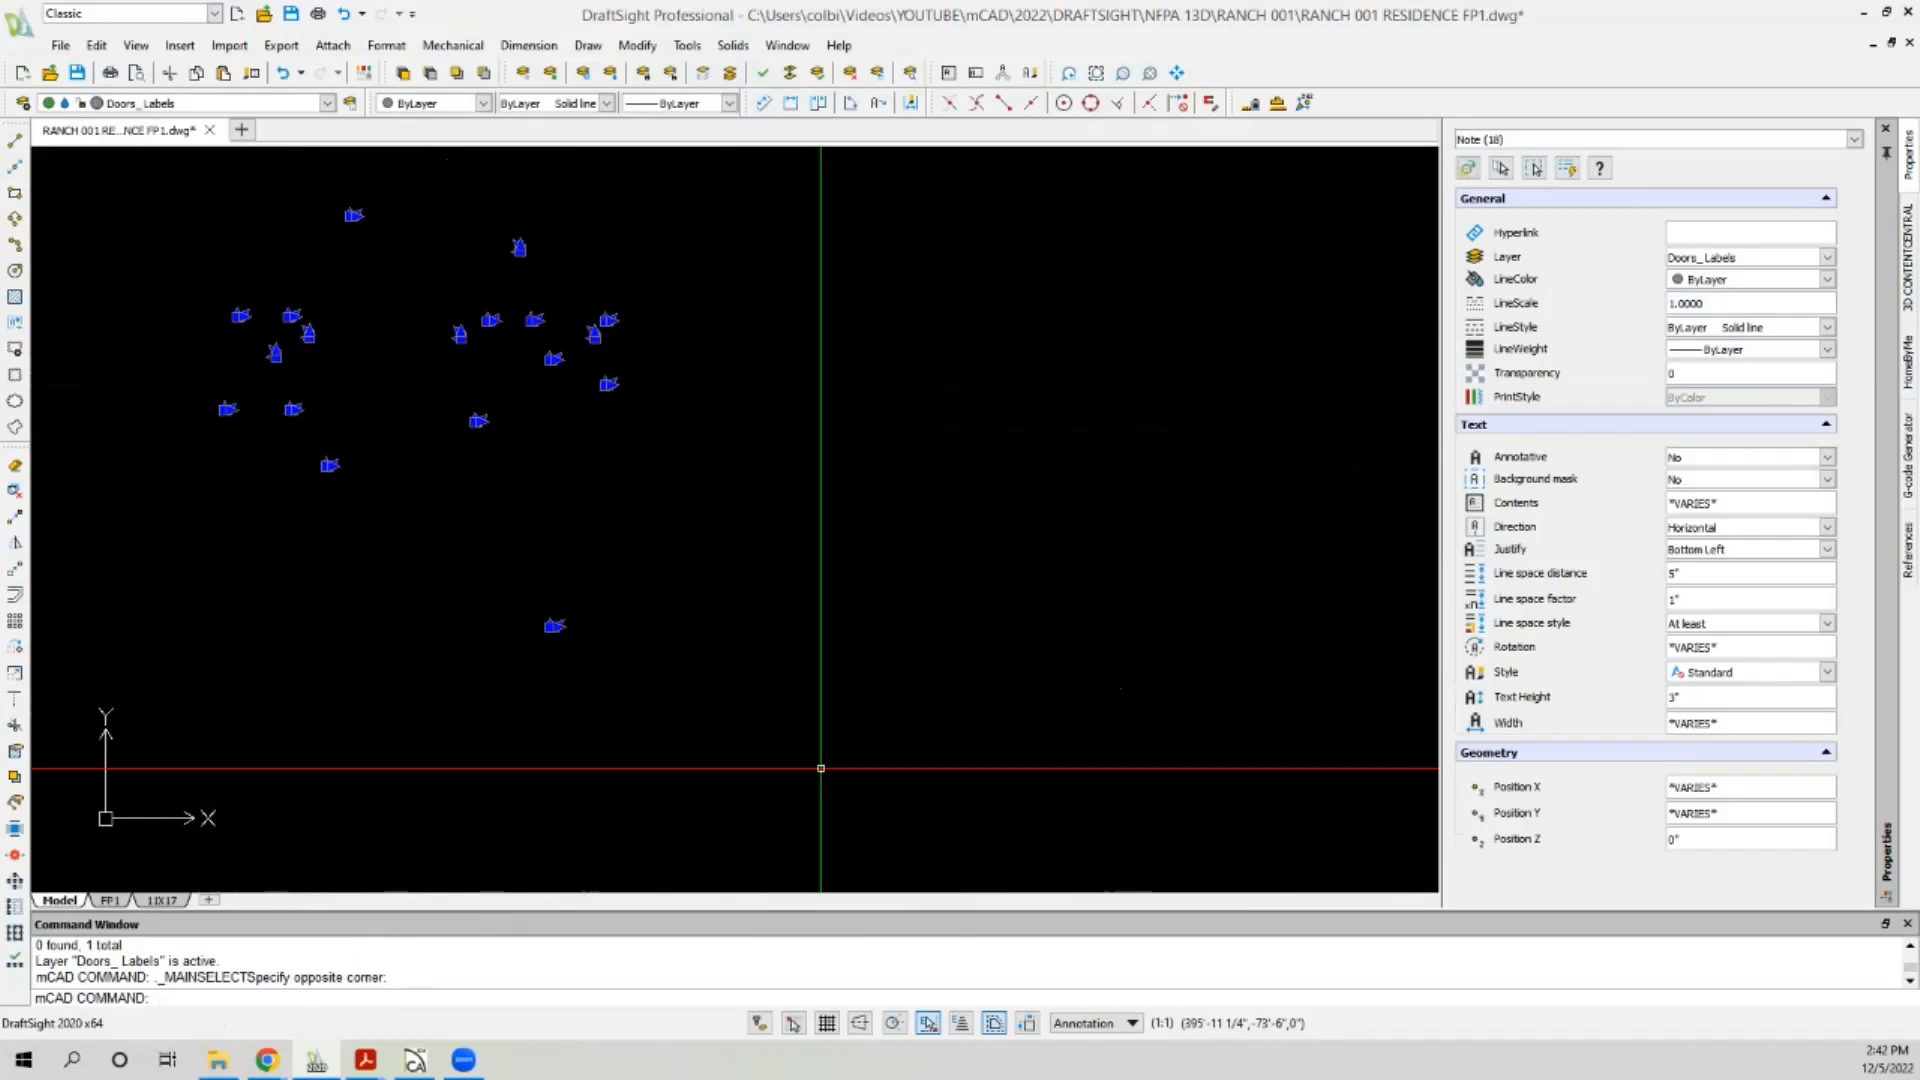 Classic
DraftSight Professional - C:\Users\colbi\Videos\YOUTUBE\mCAD\2022\DRAFTSIGHT\NFPA 13D\RANCH 001\RANCH 001 RESIDENCE FP1.dwg*
File Edit View Insert Import Export Attach Format Mechanical Dimension Draw Modify Tools Solids Window Help
Doors_Labels ByLayer ByLayer Solid line ByLayer
RANCH 001 RE...NCE FP1.dwg*
Note (18)
General
Hyperlink
Layer Doors_Labels
LineColor ByLayer
LineScale 1.0000
LineStyle ByLayer Solid line
LineWeight ByLayer
Transparency 0
PrintStyle ByColor
Text
Annotative No
Background mask No
Contents *VARIES*
Direction Horizontal
Justify Bottom Left
Line space distance 5"
Line space factor 1"
Line space style At least
Rotation *VARIES*
Style Standard
Text Height 3"
Width *VARIES*
Geometry
Position X *VARIES*
Position Y *VARIES*
Position Z 0"
Properties
3D CONTENTCENTRAL
HomeByMe
G-code Generator
References
Properties
Y
X
Model FP1 11X17
Command Window
0 found, 1 total
Layer "Doors_ Labels" is active.
mCAD COMMAND: ._MAINSELECTSpecify opposite corner:
mCAD COMMAND:
DraftSight 2020 x64
Annotation (1:1) (395'-11 1/4",-73'-6",0")
zoom
2:42 PM
12/5/2022